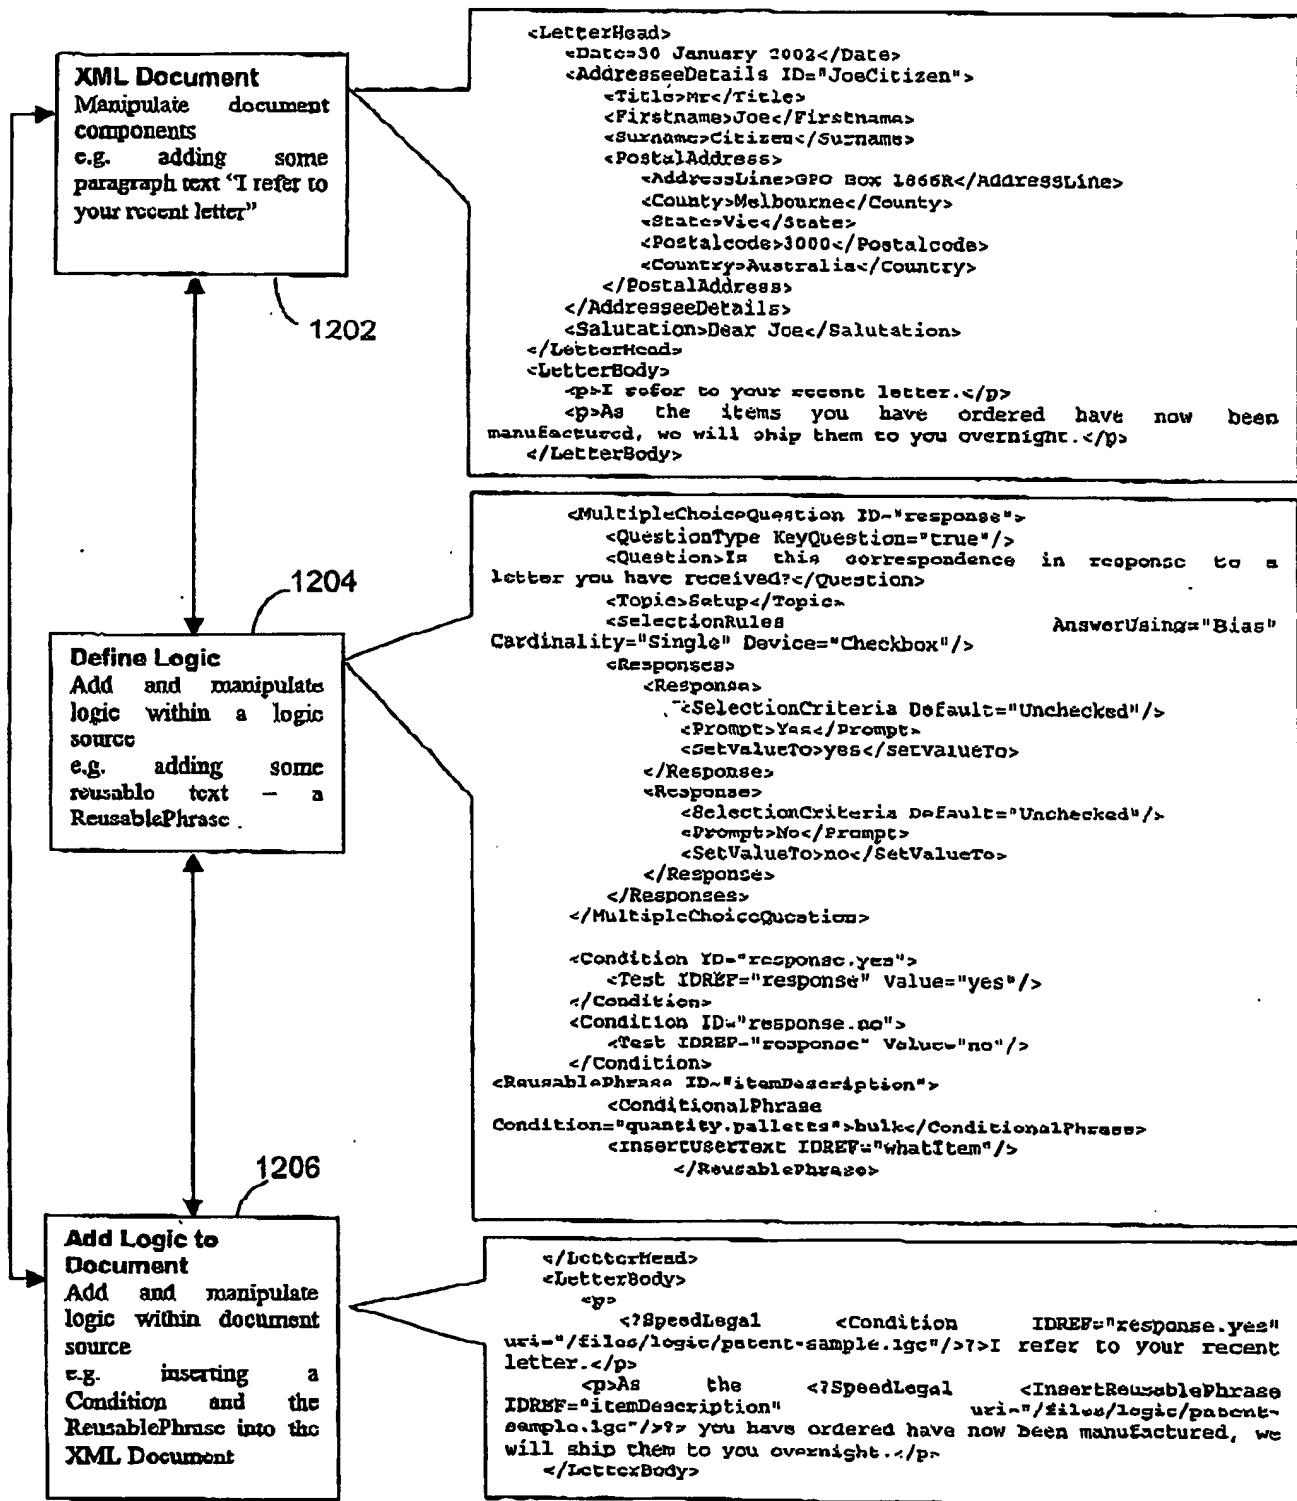 XML Document
Manipulate document
components
e.g. adding some
paragraph text "I refer to
your recent letter"
1202
<LetterHead>
<Date>30 January 2002</Date>
<AddresseeDetails ID="JoeCitizen">
<Title>Mr</Title>
<Firstname>Joe</Firstname>
<Surname>Citizen</Surname>
<PostalAddress>
<AddressLine>GPO Box 1866R</AddressLine>
<County>Melbourne</County>
<State>Vic</State>
<Postalcode>3000</Postalcode>
<Country>Australia</Country>
</PostalAddress>
</AddresseeDetails>
<Salutation>Dear Joe</Salutation>
</LetterHead>
<LetterBody>
<p>I refer to your recent letter.</p>
<p>As the items you have ordered have now been
manufactured, we will ship them to you overnight.</p>
</LetterBody>
1204
Define Logic
Add and manipulate
logic within a logic
source
e.g. adding some
reusable text – a
ReusablePhrase
<MultipleChoiceQuestion ID="response">
<QuestionType KeyQuestion="true"/>
<Question>Is this correspondence in response to a
letter you have received?</Question>
<Topic>Setup</Topic>
<SelectionRules AnswerUsing="Bias"
Cardinality="Single" Device="Checkbox"/>
<Responses>
<Response>
<SelectionCriteria Default="Unchecked"/>
<Prompt>Yes</Prompt>
<SetValueTo>yes</SetValueTo>
</Response>
<Response>
<SelectionCriteria Default="Unchecked"/>
<Prompt>No</Prompt>
<SetValueTo>no</SetValueTo>
</Response>
</Responses>
</MultipleChoiceQuestion>
<Condition ID="response.yes">
<Test IDREF="response" Value="yes"/>
</Condition>
<Condition ID="response.no">
<Test IDREF="response" Value="no"/>
</Condition>
<ReusablePhrase ID="itemDescription">
<ConditionalPhrase
Condition="quantity.palletts">bulk</ConditionalPhrase>
<InsertUserText IDREF="whatItem"/>
</ReusablePhrase>
1206
Add Logic to
Document
Add and manipulate
logic within document
source
e.g. inserting a
Condition and the
ReusablePhrase into the
XML Document
</LetterHead>
<LetterBody>
<p>
<?SpeedLegal <Condition IDREF="response.yes"
uri="/files/logic/patent-sample.lgc"/>?>I refer to your recent
letter.</p>
<p>As the <?SpeedLegal <InsertReusablePhrase
IDREF="itemDescription" uri="/files/logic/patent-
sample.lgc"/>?> you have ordered have now been manufactured, we
will ship them to you overnight.</p>
</LetterBody>